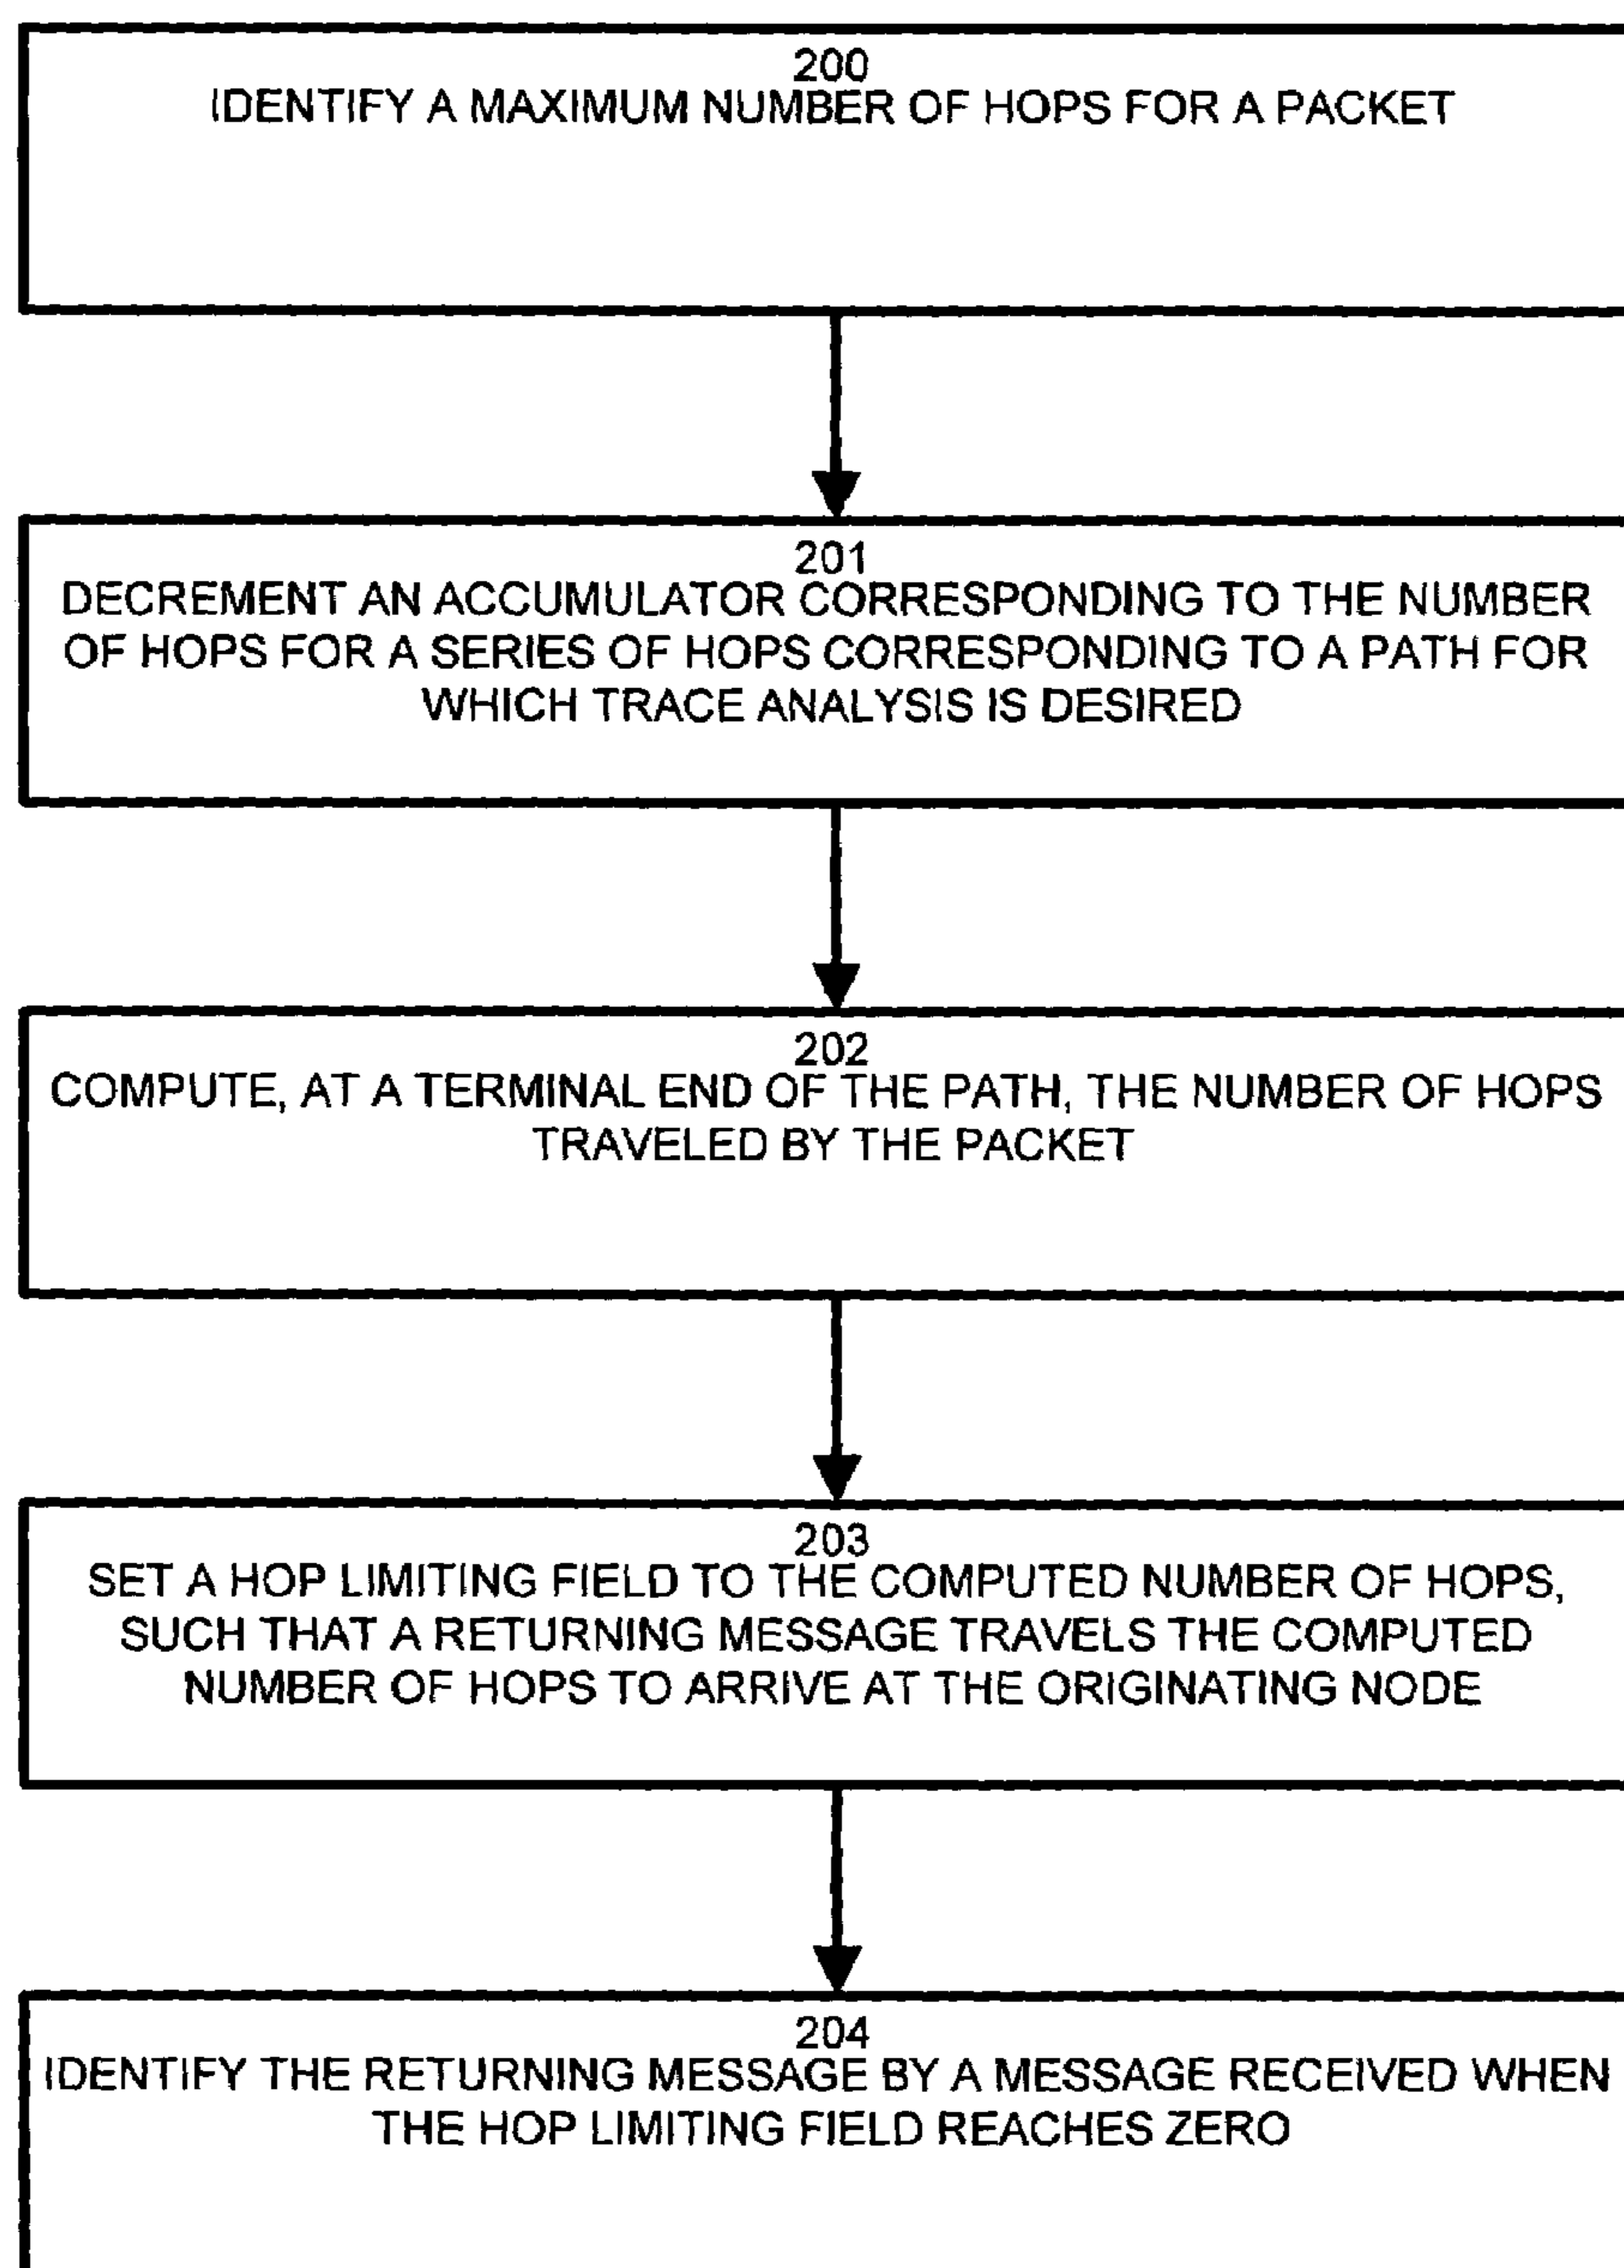 200
IDENTIFY A MAXIMUM NUMBER OF HOPS FOR A PACKET
201
DECREMENT AN ACCUMULATOR CORRESPONDING TO THE NUMBER
OF HOPS FOR A SERIES OF HOPS CORRESPONDING TO A PATH FOR
WHICH TRACE ANALYSIS IS DESIRED
202
COMPUTE, AT A TERMINAL END OF THE PATH, THE NUMBER OF HOPS
TRAVELED BY THE PACKET
203
SET A HOP LIMITING FIELD TO THE COMPUTED NUMBER OF HOPS,
SUCH THAT A RETURNING MESSAGE TRAVELS THE COMPUTED
NUMBER OF HOPS TO ARRIVE AT THE ORIGINATING NODE
204
IDENTIFY THE RETURNING MESSAGE BY A MESSAGE RECEIVED WHEN
THE HOP LIMITING FIELD REACHES ZERO